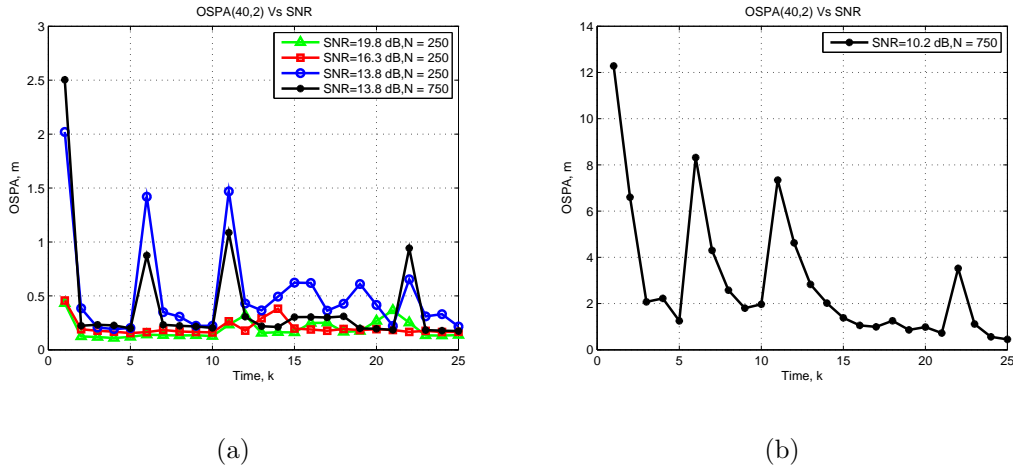 OSPA(40,2) Vs SNR
3
2.5
2
1.5
1
0.5
0
OSPA, m
SNR=19.8 dB,N = 250
SNR=16.3 dB,N = 250
SNR=13.8 dB,N = 250
SNR=13.8 dB,N = 750
0 5 10 15 20 25
Time, k
(a)
OSPA(40,2) Vs SNR
14
12
10
8
6
4
2
0
OSPA, m
SNR=10.2 dB,N = 750
0 5 10 15 20 25
Time, k
(b)